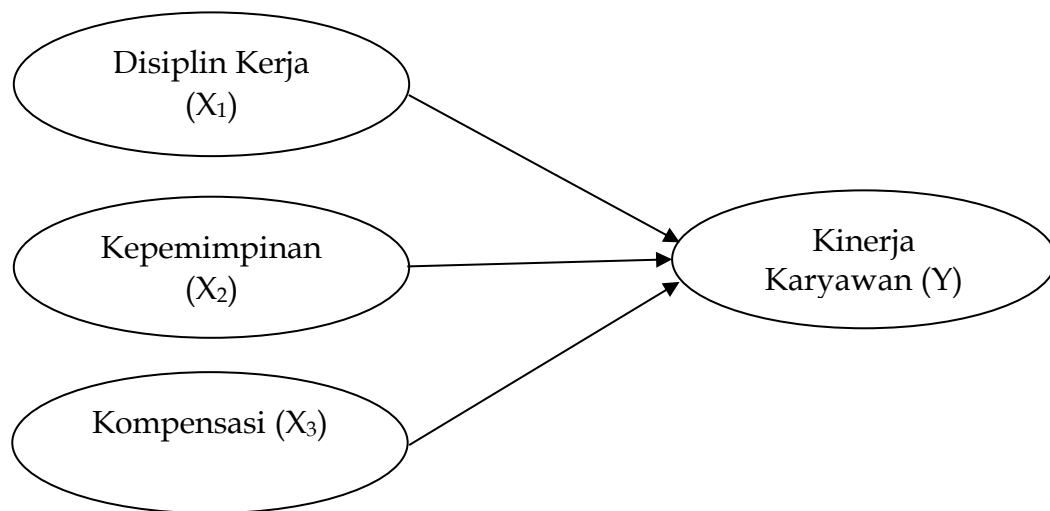 Disiplin Kerja
(X₁)
Kepemimpinan
(X₂)
Kompensasi (X₃)
Kinerja
Karyawan (Y)